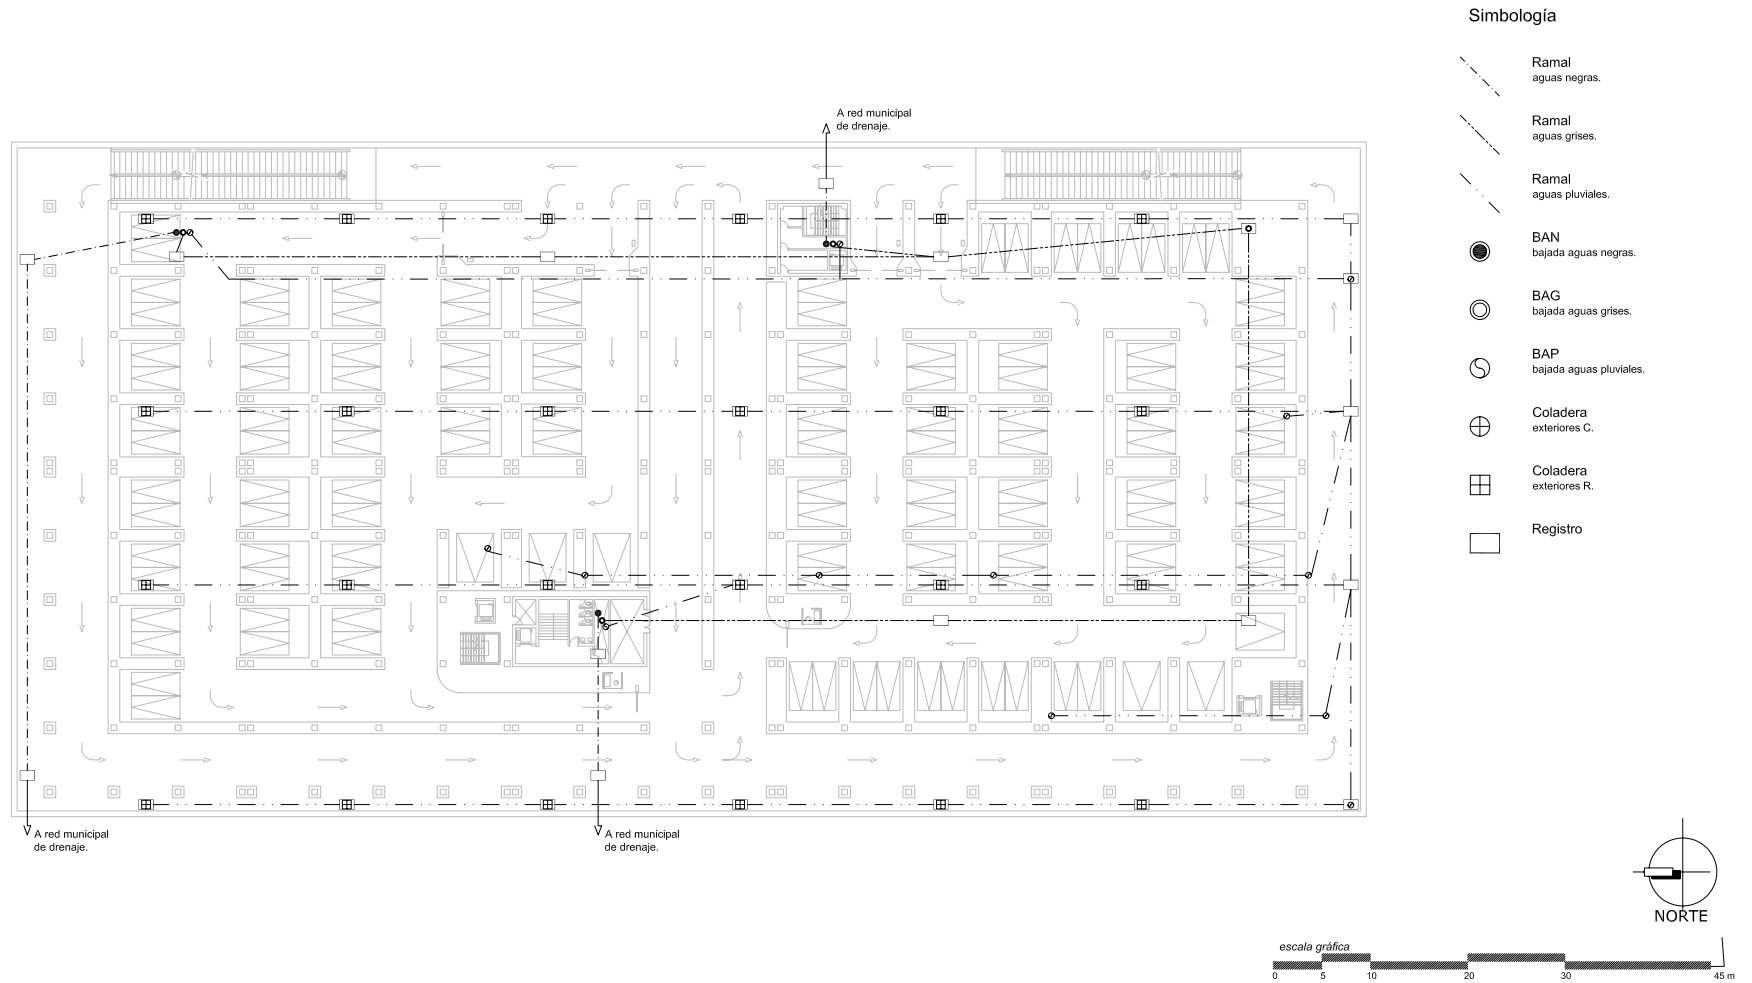 Simbología
Ramal
aguas negras.
Ramal
aguas grises.
Ramal
aguas pluviales.
BAN
bajada aguas negras.
BAG
bajada aguas grises.
BAP
bajada aguas pluviales.
Coladera
exteriores C.
Coladera
exteriores R.
Registro
A red municipal
de drenaje.
A red municipal
de drenaje.
A red municipal
de drenaje.
NORTE
escala gráfica
0 5 10 20 30 45 m